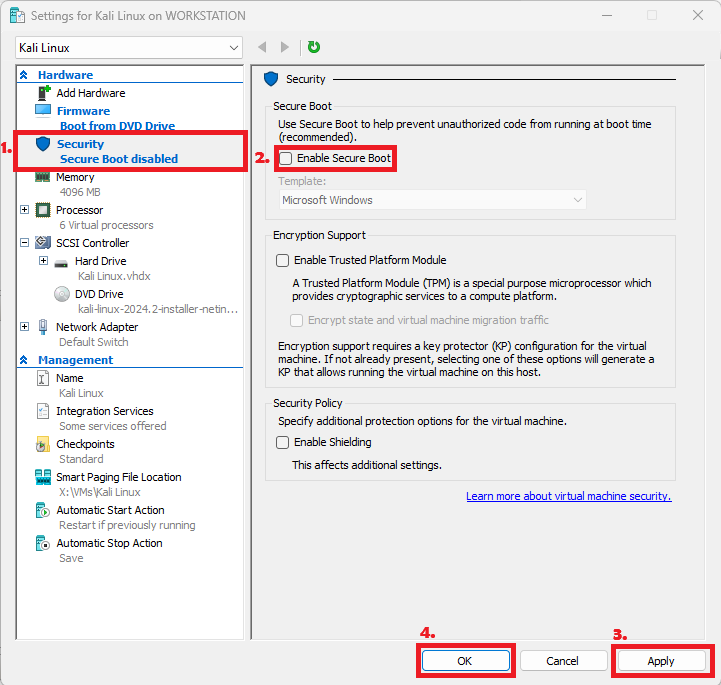 Settings for Kali Linux on WORKSTATION
Kali Linux
Hardware
Add Hardware
Firmware
Boot from DVD Drive
1.
Security
Secure Boot disabled
Memory
4096 MB
Processor
6 Virtual processors
SCSI Controller
Hard Drive
Kali Linux.vhdx
DVD Drive
kali-linux-2024.2-installer-netin...
Network Adapter
Default Switch
Management
Name
Kali Linux
Integration Services
Some services offered
Checkpoints
Standard
Smart Paging File Location
X:\VMs\Kali Linux
Automatic Start Action
Restart if previously running
Automatic Stop Action
Save
Security
Secure Boot
Use Secure Boot to help prevent unauthorized code from running at boot time
(recommended).
2.
Enable Secure Boot
Template:
Microsoft Windows
Encryption Support
Enable Trusted Platform Module
A Trusted Platform Module (TPM) is a special purpose microprocessor which
provides cryptographic services to a compute platform.
Encrypt state and virtual machine migration traffic
Encryption support requires a key protector (KP) configuration for the virtual
machine. If not already present, selecting one of these options will generate a
KP that allows running the virtual machine on this host.
Security Policy
Specify additional protection options for the virtual machine.
Enable Shielding
This affects additional settings.
Learn more about virtual machine security.
4.
3.
OK
Cancel
Apply